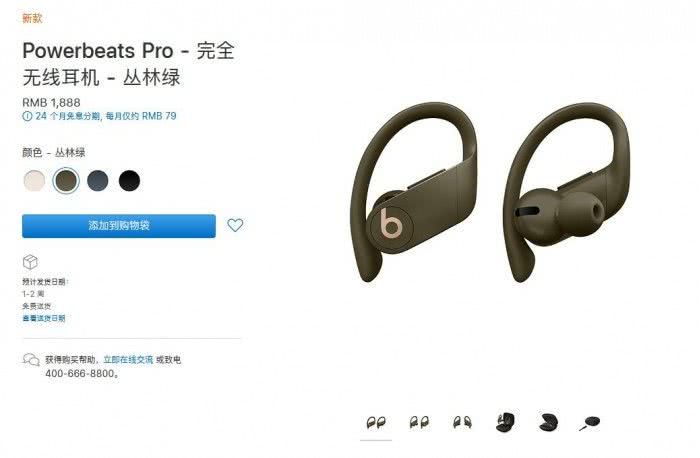 新款
Powerbeats Pro - 完全
无线耳机 - 丛林绿
RMB 1,888
24 个月免息分期, 每月仅约 RMB 79
颜色 - 丛林绿
添加到购物袋
预计发货日期:
1-2 周
免费送货
查看送货日期
获得购买帮助，立即在线交流 或致电
400-666-8800。
b